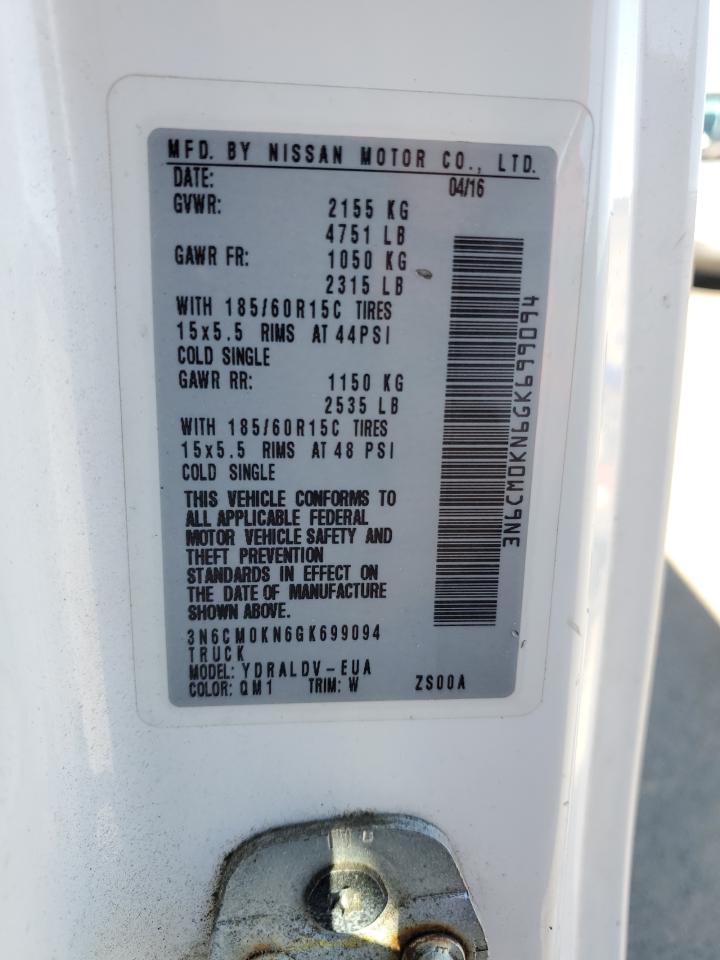 MFD. BY NISSAN MOTOR CO., LTD.
DATE: 04/16
GVWR: 2155 KG
4751 LB
GAWR FR: 1050 KG
2315 LB
WITH 185/60R15C TIRES
15x5.5 RIMS AT 44PSI
COLD SINGLE
GAWR RR: 1150 KG
2535 LB
WITH 185/60R15C TIRES
15x5.5 RIMS AT 48 PSI
COLD SINGLE
THIS VEHICLE CONFORMS TO
ALL APPLICABLE FEDERAL
MOTOR VEHICLE SAFETY AND
THEFT PREVENTION
STANDARDS IN EFFECT ON
THE DATE OF MANUFACTURE
SHOWN ABOVE.
3N6CM0KN6GK699094
TRUCK
MODEL: YDRALDV-EUA
COLOR: QM1 TRIM: W ZS00A
3N6CM0KN6GK699094